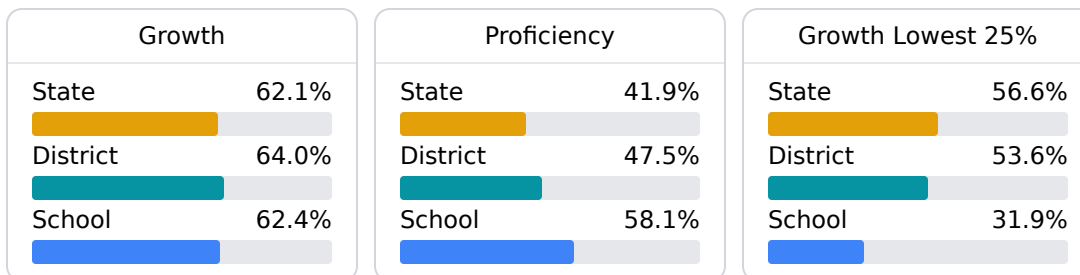 Growth
State 62.1%
District 64.0%
School 62.4%
Proficiency
State 41.9%
District 47.5%
School 58.1%
Growth Lowest 25%
State 56.6%
District 53.6%
School 31.9%